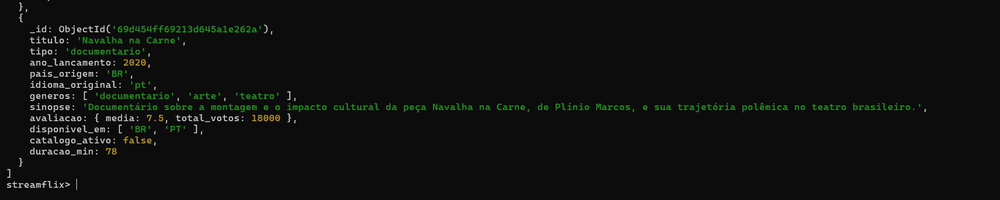 },
{
_id: ObjectId('69d454ff69213d645a1e262a'),
titulo: 'Navalha na Carne',
tipo: 'documentario',
ano_lancamento: 2020,
pais_origem: 'BR',
idioma_original: 'pt',
generos: [ 'documentario', 'arte', 'teatro' ],
sinopse: 'Documentário sobre a montagem e o impacto cultural da peça Navalha na Carne, de Plínio Marcos, e sua trajetória polêmica no teatro brasileiro.',
avaliacao: { media: 7.5, total_votos: 18000 },
disponivel_em: [ 'BR', 'PT' ],
catalogo_ativo: false,
duracao_min: 78
}
]
streamflix>